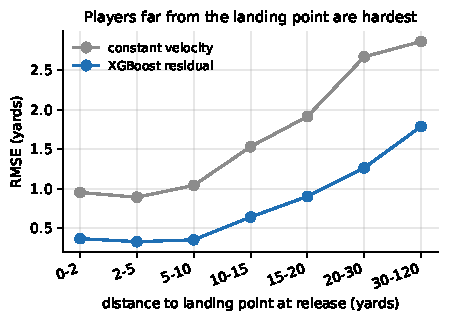 Players far from the landing point are hardest
constant velocity
XGBoost residual
RMSE (yards)
2.5
2.0
1.5
1.0
0.5
0-2
2-5
5-10
10-15
15-20
20-30
30-120
distance to landing point at release (yards)